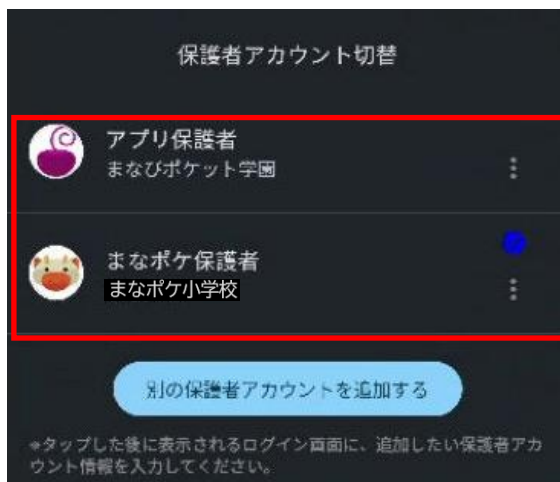 保護者アカウント切替
アプリ保護者
まなびポケット学園
まなポケ保護者
まなポケ小学校
別の保護者アカウントを追加する
※タップした後に表示されるログイン画面に、追加したい保護者アカ
ウント情報を入力してください。